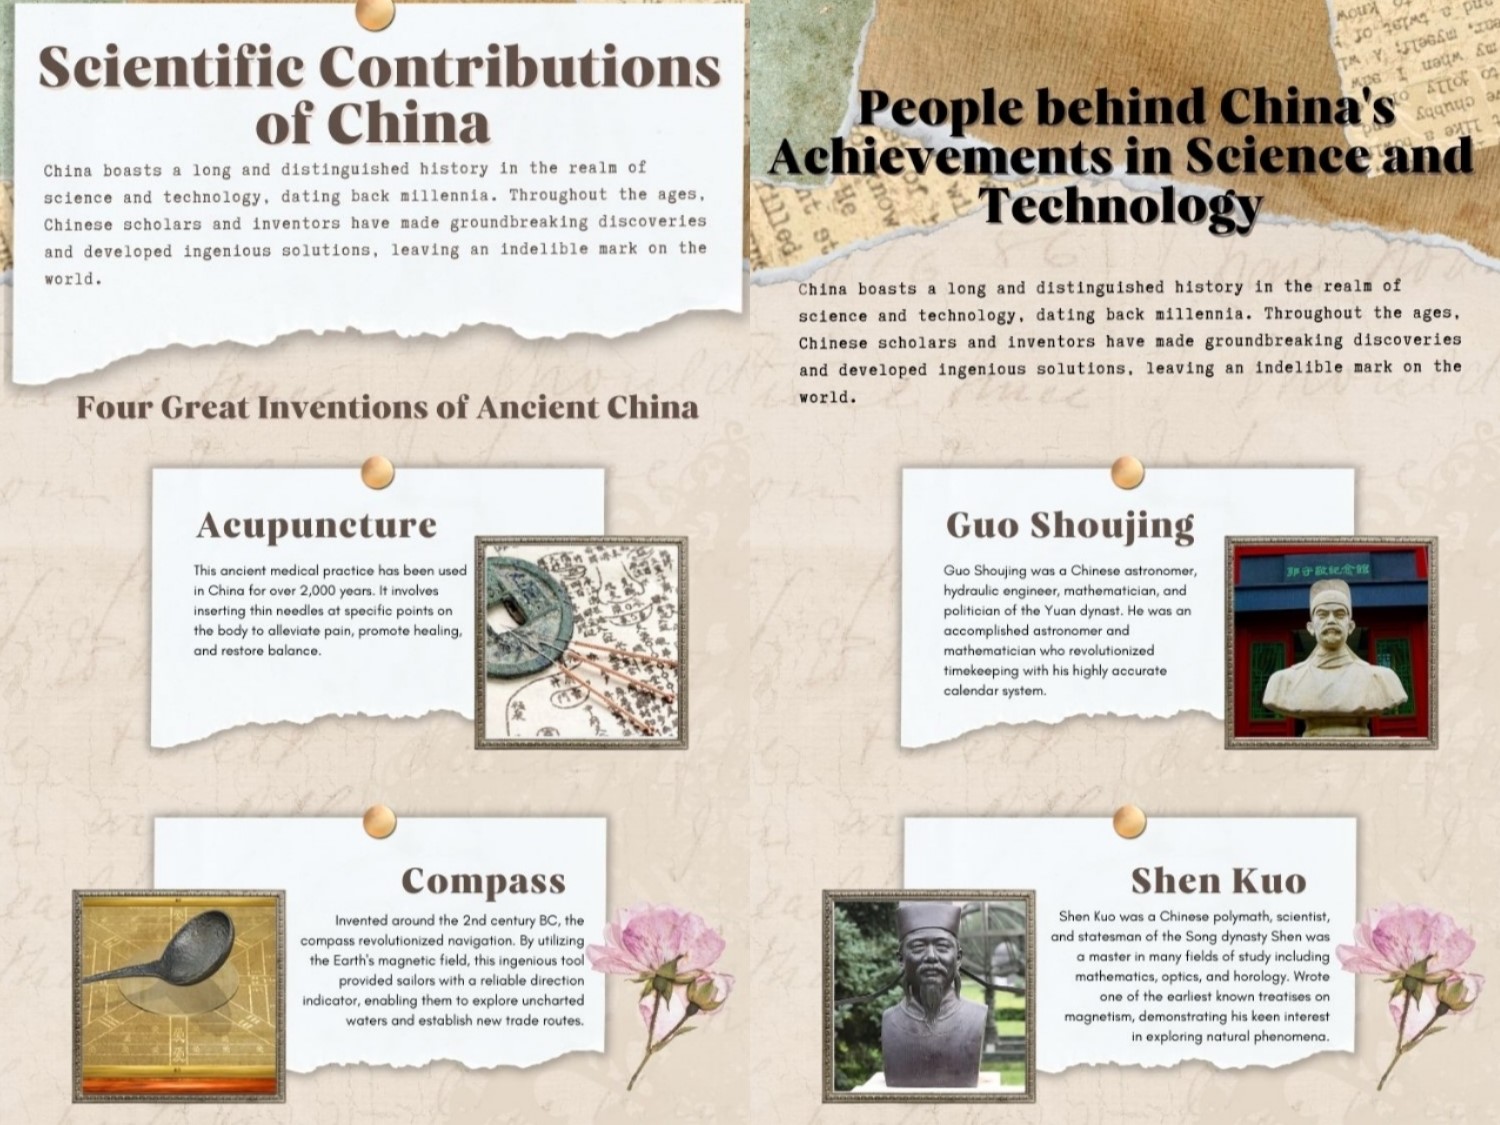 Scientific Contributions
of China
China boasts a long and distinguished history in the realm of
science and technology, dating back millennia. Throughout the ages,
Chinese scholars and inventors have made groundbreaking discoveries
and developed ingenious solutions, leaving an indelible mark on the
world.
Four Great Inventions of Ancient China
Acupuncture
This ancient medical practice has been used
in China for over 2,000 years. It involves
inserting thin needles at specific points on
the body to alleviate pain, promote healing,
and restore balance.
Compass
Invented around the 2nd century BC, the
compass revolutionized navigation. By utilizing
the Earth's magnetic field, this ingenious tool
provided sailors with a reliable direction
indicator, enabling them to explore uncharted
waters and establish new trade routes.
People behind China's
Achievements in Science and
Technology
China boasts a long and distinguished history in the realm of
science and technology, dating back millennia. Throughout the ages,
Chinese scholars and inventors have made groundbreaking discoveries
and developed ingenious solutions, leaving an indelible mark on the
world.
Guo Shoujing
Guo Shoujing was a Chinese astronomer,
hydraulic engineer, mathematician, and
politician of the Yuan dynast. He was an
accomplished astronomer and
mathematician who revolutionized
timekeeping with his highly accurate
calendar system.
Shen Kuo
Shen Kuo was a Chinese polymath, scientist,
and statesman of the Song dynasty Shen was
a master in many fields of study including
mathematics, optics, and horology. Wrote
one of the earliest known treatises on
magnetism, demonstrating his keen interest
in exploring natural phenomena.